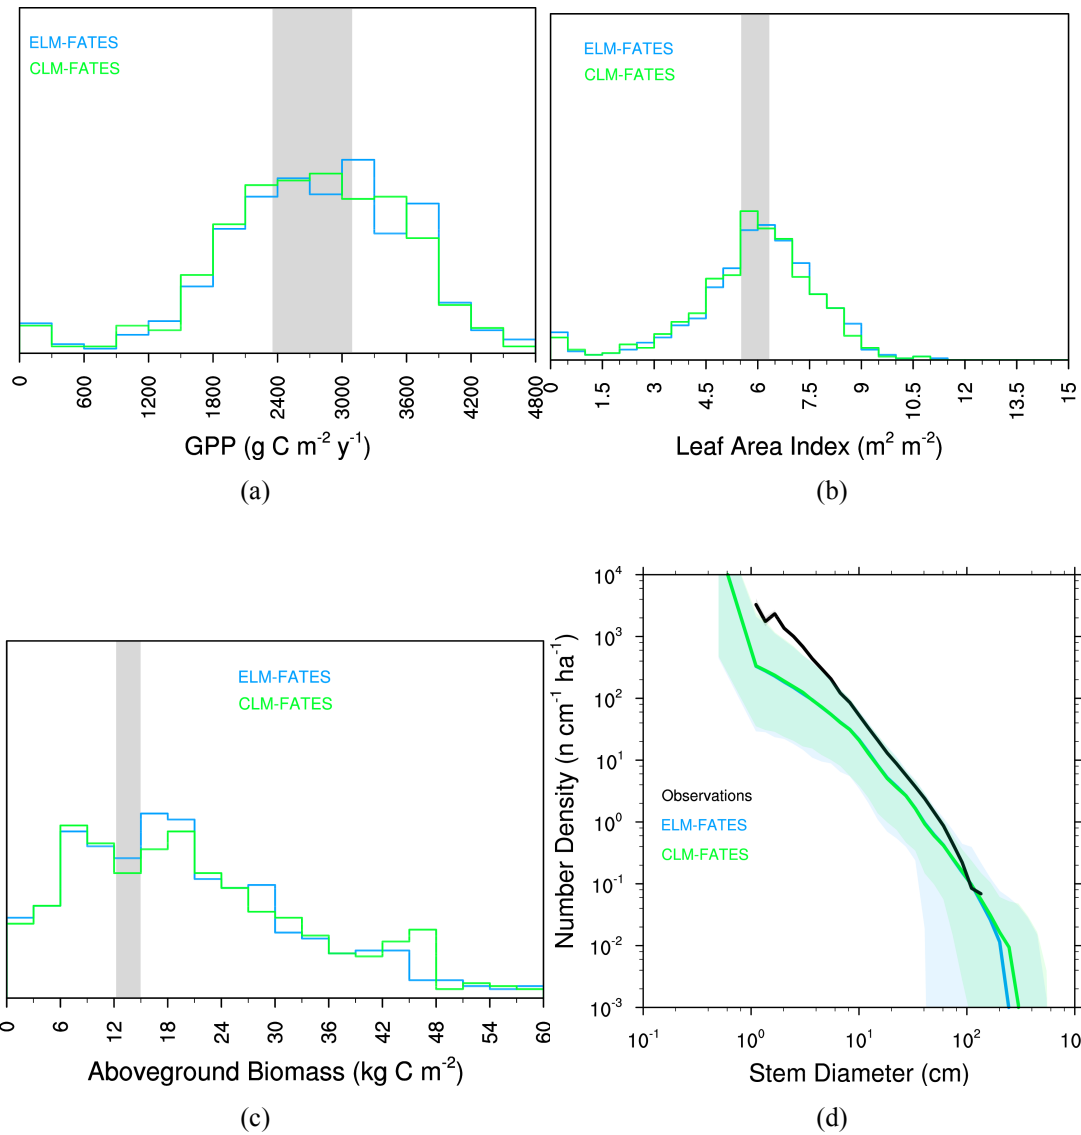 ELM-FATES
CLM-FATES
0 600 1200 1800 2400 3000 3600 4200 4800
GPP (g C m⁻² y⁻¹)
(a)
ELM-FATES
CLM-FATES
0 1.5 3 4.5 6 7.5 9 10.5 12 13.5 15
Leaf Area Index (m² m⁻²)
(b)
ELM-FATES
CLM-FATES
0 6 12 18 24 30 36 42 48 54 60
Aboveground Biomass (kg C m⁻²)
(c)
Number Density (n cm⁻¹ ha⁻¹)
10⁴
10³
10²
10¹
10⁰
10⁻¹
10⁻²
10⁻³
Observations
ELM-FATES
CLM-FATES
10⁻¹ 10⁰ 10¹ 10² 10
Stem Diameter (cm)
(d)